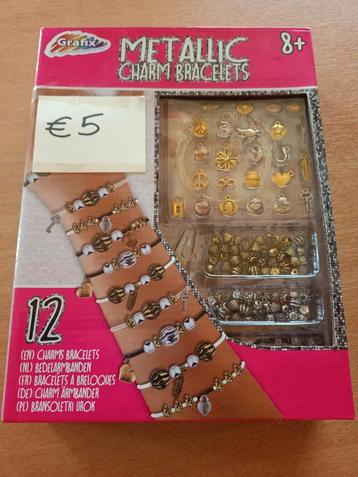 Grafix
METALLIC
CHARM BRACELETS
8+
€5
12
(EN) CHARMS BRACELETS
(NL) BEDELARMBANDEN
(FR) BRACELETS À BRELOQUES
(DE) CHARM ARMBÄNDER
(PL) BRANSOLETKI UROK